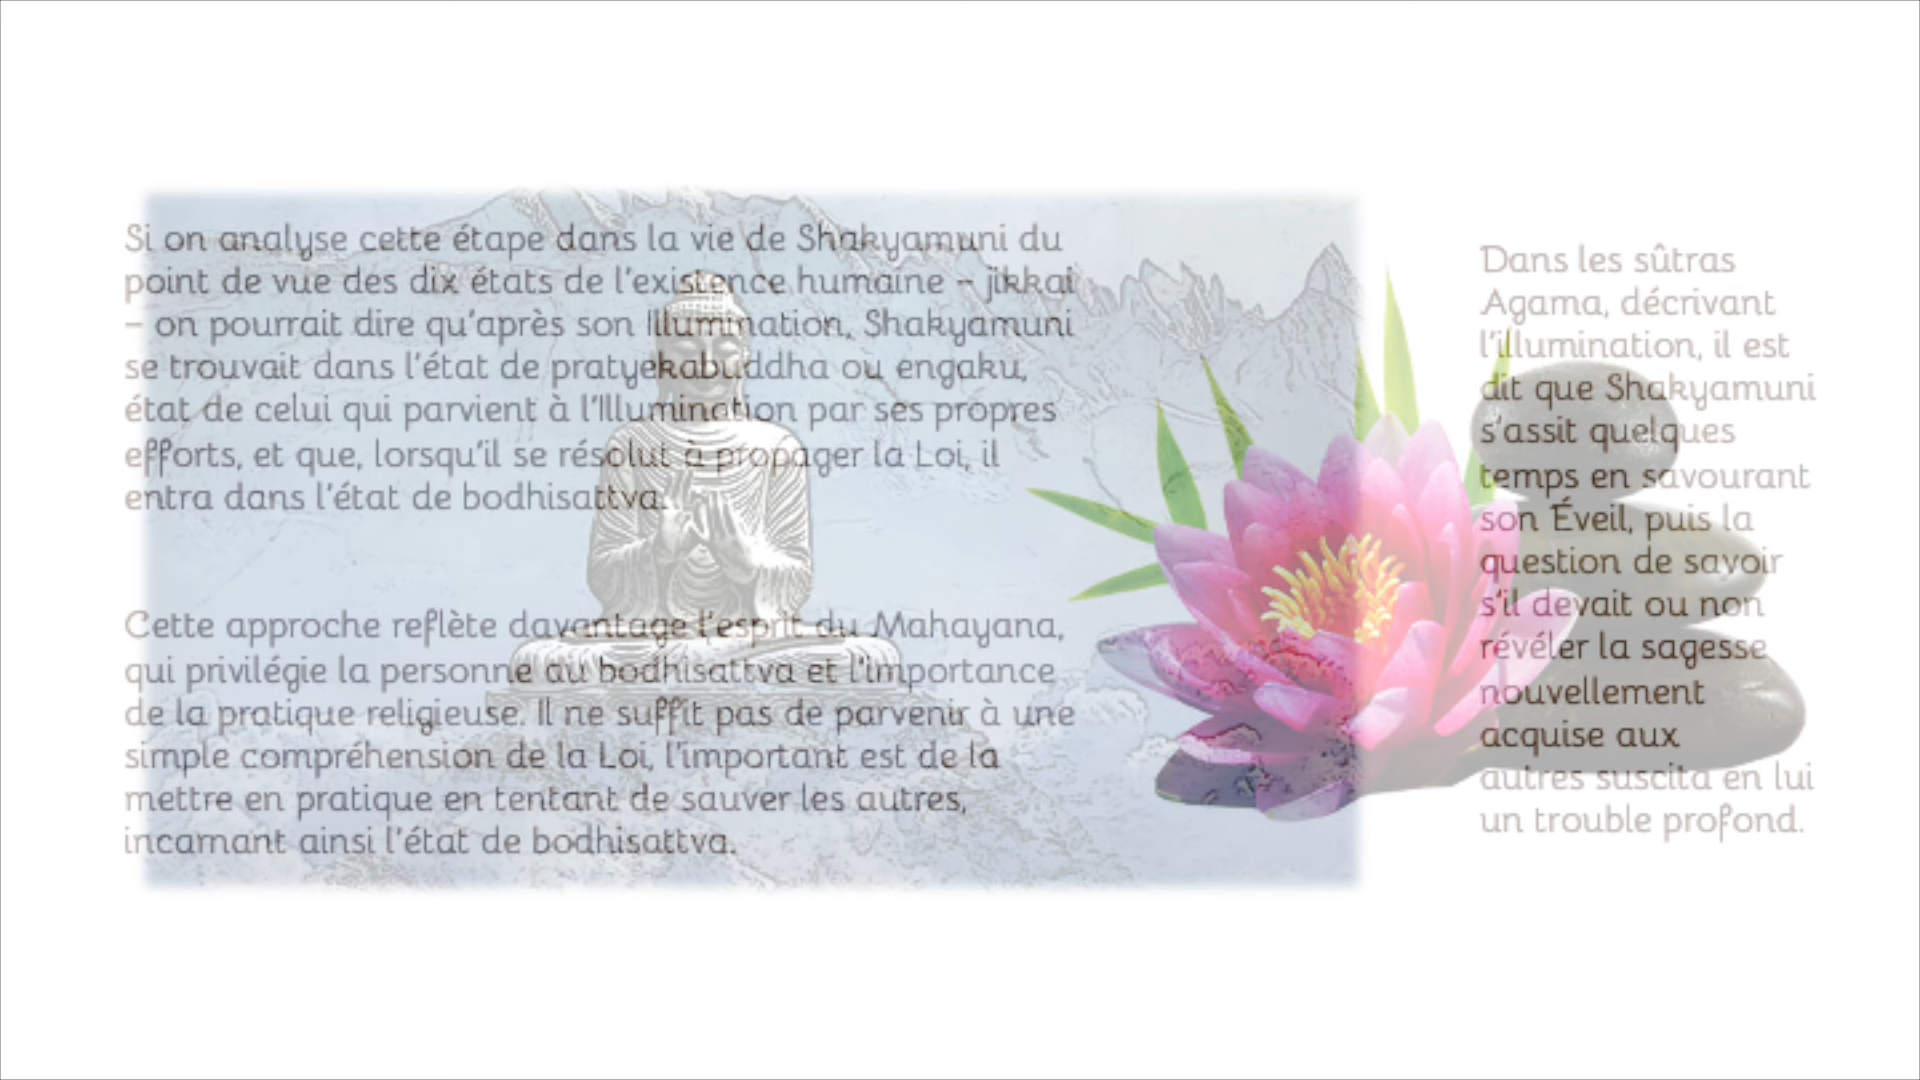 Si on analyse cette étape dans la vie de Shakyamuni du
point de vue des dix états de l'existence humaine – jikkai
– on pourrait dire qu'après son Illumination, Shakyamuni
se trouvait dans l'état de pratyekabuddha ou engaku,
état de celui qui parvient à l'Illumination par ses propres
efforts, et que, lorsqu'il se résolut à propager la Loi, il
entra dans l'état de bodhisattva.
Cette approche reflète davantage l'esprit du Mahayana,
qui privilégie la personne du bodhisattva et l'importance
de la pratique religieuse. Il ne suffit pas de parvenir à une
simple compréhension de la Loi, l'important est de la
mettre en pratique en tentant de sauver les autres,
incarnant ainsi l'état de bodhisattva.
Dans les sûtras
Agama, décrivant
l'illumination, il est
dit que Shakyamuni
s'assit quelques
temps en savourant
son Éveil, puis la
question de savoir
s'il devait ou non
révéler la sagesse
nouvellement
acquise aux
autres suscita en lui
un trouble profond.